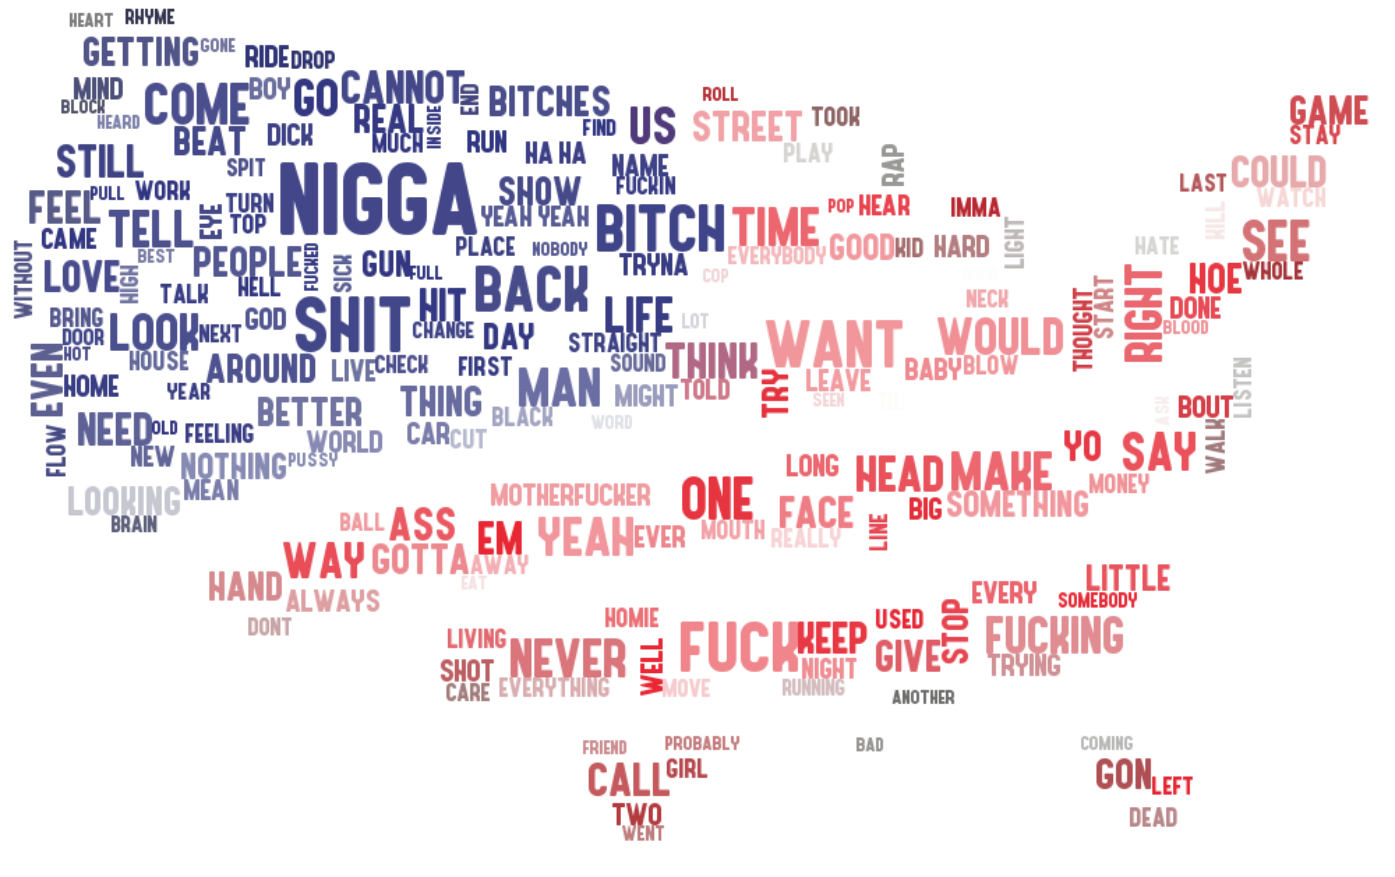 HEART RHYME
GETTING GONE RIDE DROP
MIND COME BOY GO CANNOT END BITCHES
BLOCK HEARD BEAT DICK REAL MUCH INSIDE RUN FIND US ROLL STREET TOOK
GAME STAY
STILL SPIT HA HA NAME FUCKIN PLAY RAP
LAST COULD WATCH
FEEL PULL WORK TURN TOP EYE NIGGA SHOW YEAH YEAH BITCH TIME POP HEAR IMMA
KILL SEE
CAME TELL BEST PEOPLE FUCKED SICK GUN FULL PLACE NOBODY TRYNA EVERYBODY GOOD KID HARD LIGHT HATE
WITHOUT LOVE HIGH TALK HELL BACK COP NECK THOUGHT START RIGHT HOE WHOLE
BRING DOOR HOT LOOK NEXT GOD SHIT HIT CHANGE DAY LIFE STRAIGHT LOT WANT WOULD DONE BLOOD
HOUSE AROUND LIVE CHECK FIRST SOUND THINK TRY LEAVE BABY BLOW LISTEN
EVEN HOME YEAR THING MAN MIGHT TOLD SEEN TIL ASK BOUT
FLOW NEED OLD FEELING BETTER WORLD CAR CUT BLACK WORD YO SAY WALK
NEW NOTHING PUSSY LONG HEAD MAKE MONEY
LOOKING MEAN MOTHERFUCKER ONE FACE BIG SOMETHING
BRAIN BALL ASS EM YEAH EVER MOUTH REALLY LINE
WAY GOTTA AWAY
HAND ALWAYS EAT EVERY LITTLE SOMEBODY
DONT HOMIE USED STOP
LIVING NEVER WELL FUCK KEEP GIVE FUCKING
SHOT NIGHT TRYING
CARE EVERYTHING MOVE RUNNING ANOTHER
FRIEND PROBABLY BAD COMING
CALL GIRL GON LEFT
TWO DEAD
WENT